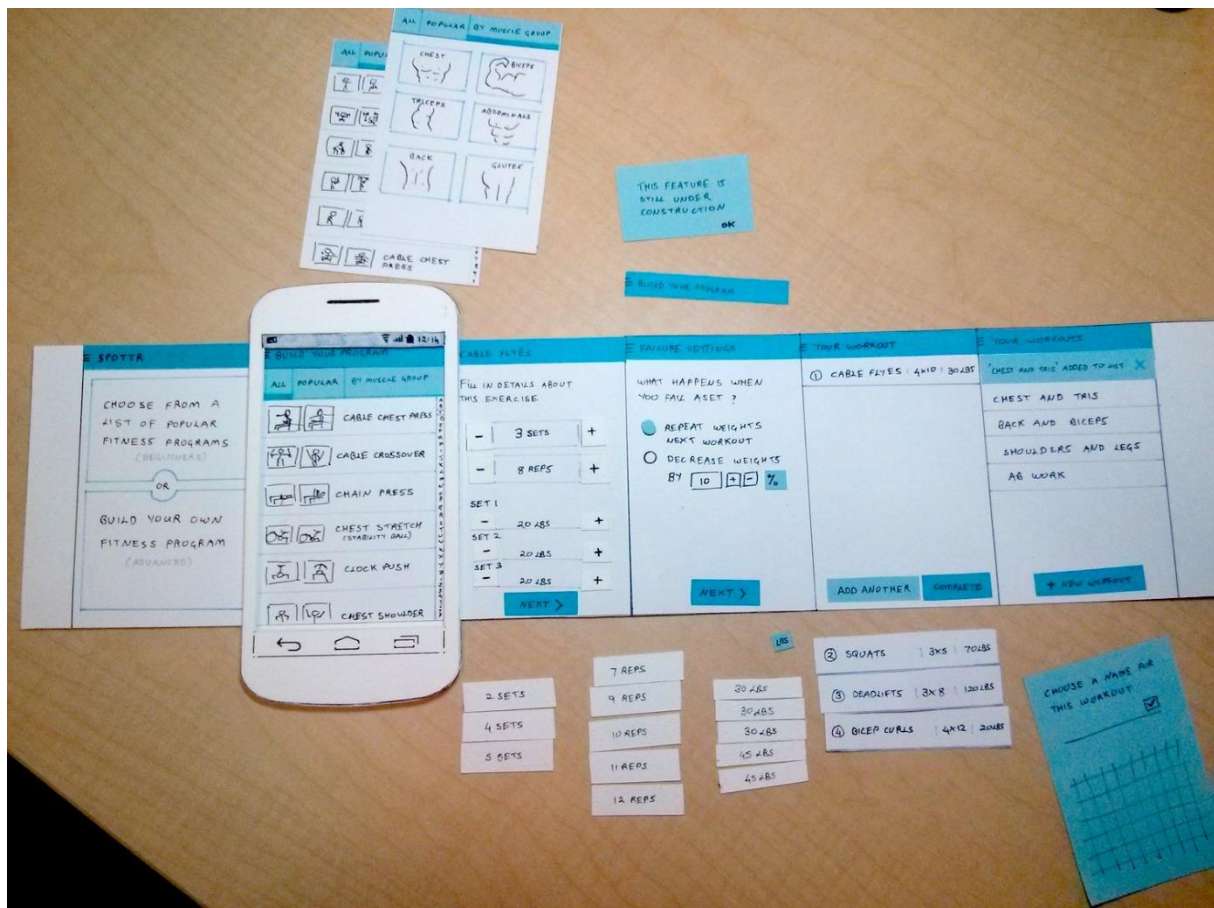 ALL POPULAR BY MUSCLE GROUP
CHEST
BICEPS
TRICEPS
ABDOMINALS
BACK
GLUTES
ALL
CABLE CHEST
PRESS
THIS FEATURE IS
STILL UNDER
CONSTRUCTION
OK
BUILD YOUR PROGRAM
SPOTTR
CHOOSE FROM A
LIST OF POPULAR
FITNESS PROGRAMS
(BEGINNERS)
OR
BUILD YOUR OWN
FITNESS PROGRAM
(ADVANCED)
12:14
BUILD YOUR PROGRAM
ALL POPULAR BY MUSCLE GROUP
CABLE CHEST PRESS
CABLE CROSSOVER
CHAIN PRESS
CHEST STRETCH
(STABILITY BALL)
CLOCK PUSH
CHEST SHOULDER
CABLE FLYES
FILL IN DETAILS ABOUT
THIS EXERCISE
- 3 SETS +
- 8 REPS +
SET 1
- 20 LBS +
SET 2
- 20 LBS +
SET 3
- 20 LBS +
NEXT >
FAILURE SETTINGS
WHAT HAPPENS WHEN
YOU FAIL A SET ?
REPEAT WEIGHTS
NEXT WORKOUT
DECREASE WEIGHTS
BY 10 + - %
NEXT >
YOUR WORKOUT
① CABLE FLYES | 4X10 | 30LBS
ADD ANOTHER
COMPLETE
YOUR WORKOUTS
'CHEST AND TRIS' ADDED TO LIST X
CHEST AND TRIS
BACK AND BICEPS
SHOULDERS AND LEGS
AB WORK
+ NEW WORKOUT
2 SETS
4 SETS
5 SETS
7 REPS
9 REPS
10 REPS
11 REPS
12 REPS
LBS
30 LBS
30 LBS
30 LBS
45 LBS
45 LBS
② SQUATS | 3X5 | 70LBS
③ DEADLIFTS | 3X8 | 120LBS
④ BICEP CURLS | 4X12 | 20LBS
CHOOSE A NAME FOR
THIS WORKOUT